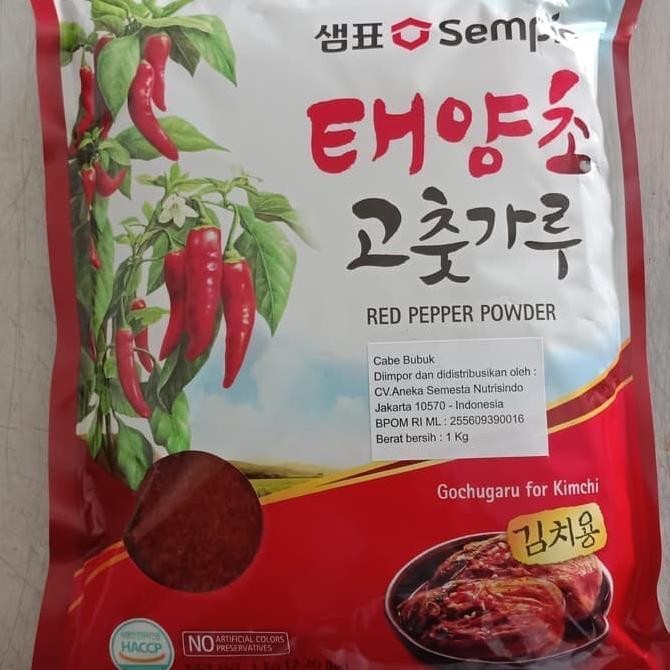 샘표 Semp
태양초
고춧가루
RED PEPPER POWDER
Cabe Bubuk
Diimpor dan didistribusikan oleh :
CV.Aneka Semesta Nutrisindo
Jakarta 10570 - Indonesia
BPOM RI ML : 255609390016
Berat bersih : 1 Kg
Gochugaru for Kimchi
김치용
HACCP
NO ARTIFICIAL COLORS
PRESERVATIVES